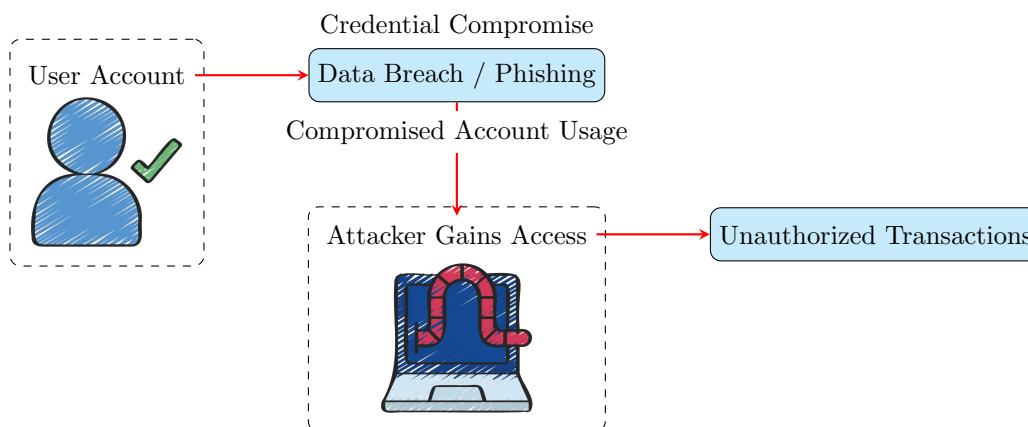 Credential Compromise
User Account
Data Breach / Phishing
Compromised Account Usage
Attacker Gains Access
Unauthorized Transactions